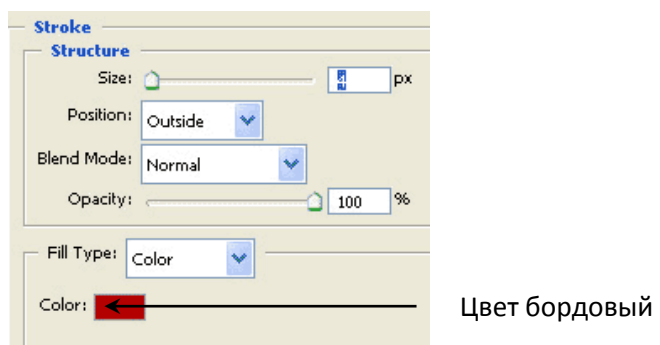 Stroke
Structure
Size: px
Position: Outside
Blend Mode: Normal
Opacity: 100 %
Fill Type: Color
Color: Цвет бордовый